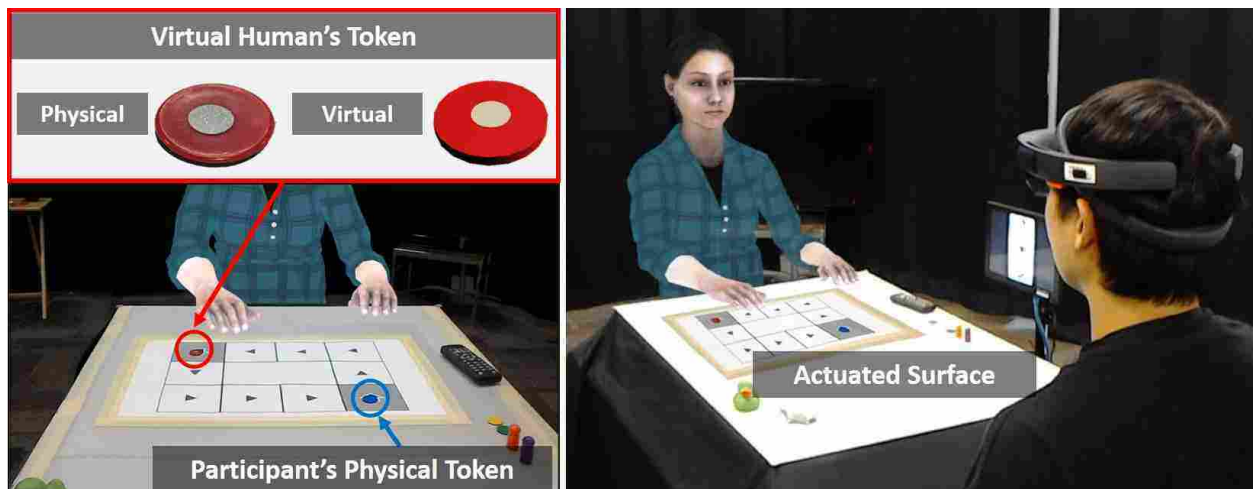 Virtual Human's Token
Physical
Virtual
Participant's Physical Token
Actuated Surface